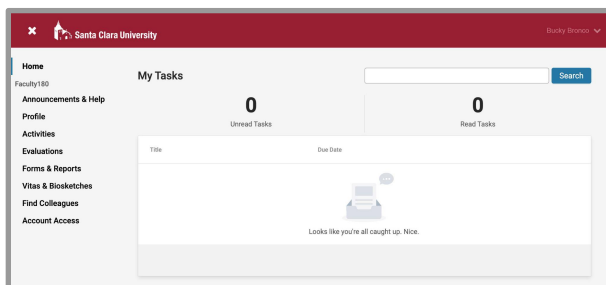 Santa Clara University
Bucky Bronco
Home
Faculty180
Announcements & Help
Profile
Activities
Evaluations
Forms & Reports
Vitas & Biosketches
Find Colleagues
Account Access
My Tasks
Search
0
Unread Tasks
0
Read Tasks
Title Due Date
Looks like you're all caught up. Nice.